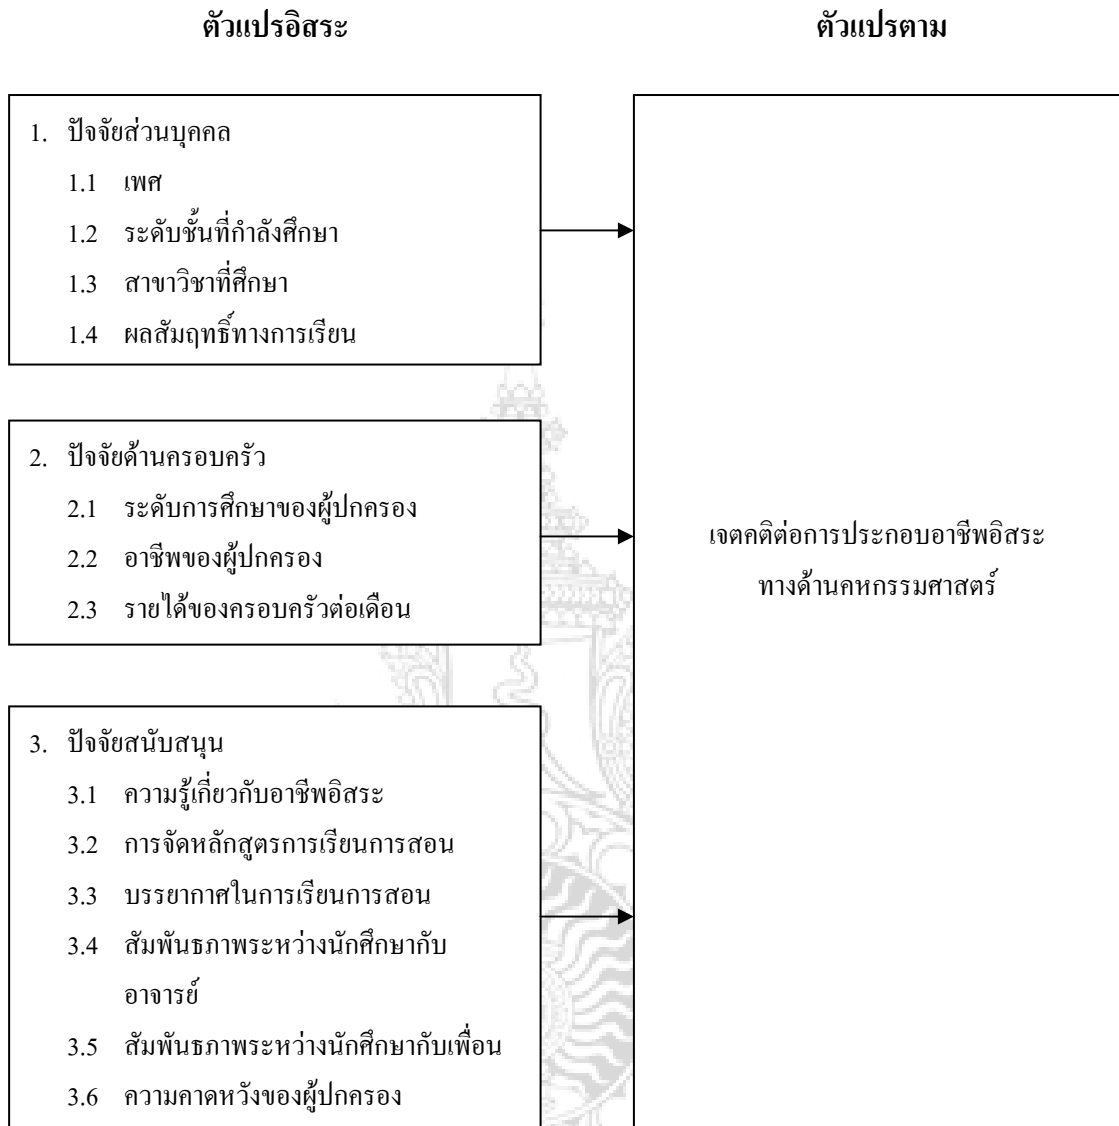 ตัวแปรอิสระ
ตัวแปรตาม
1. ปัจจัยส่วนบุคคล
1.1 เพศ
1.2 ระดับชั้นที่กำลังศึกษา
1.3 สาขาวิชาที่ศึกษา
1.4 ผลสัมฤทธิ์ทางการเรียน
2. ปัจจัยด้านครอบครัว
2.1 ระดับการศึกษาของผู้ปกครอง
2.2 อาชีพของผู้ปกครอง
2.3 รายได้ของครอบครัวต่อเดือน
3. ปัจจัยสนับสนุน
3.1 ความรู้เกี่ยวกับอาชีพอิสระ
3.2 การจัดหลักสูตรการเรียนการสอน
3.3 บรรยากาศในการเรียนการสอน
3.4 สัมพันธภาพระหว่างนักศึกษากับ
อาจารย์
3.5 สัมพันธภาพระหว่างนักศึกษากับเพื่อน
3.6 ความคาดหวังของผู้ปกครอง
เจตคติต่อการประกอบอาชีพอิสระ
ทางด้านคหกรรมศาสตร์